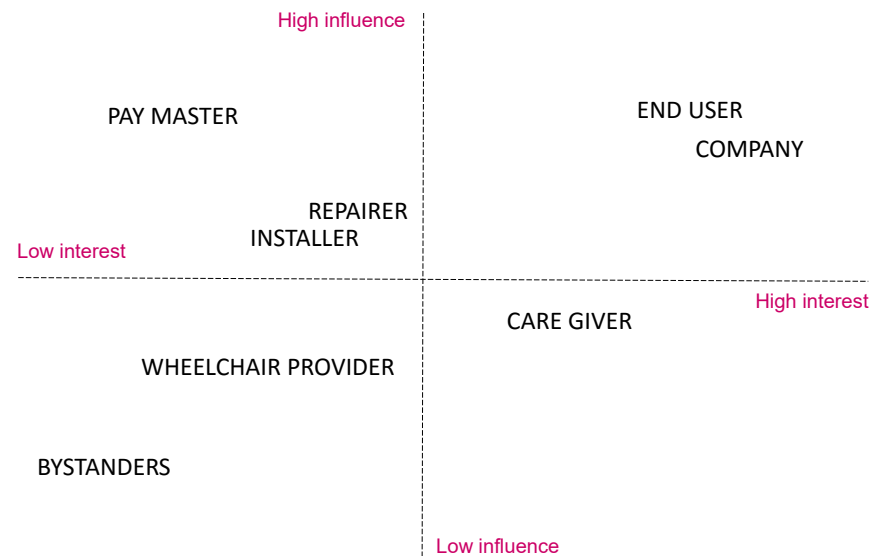 High influence
PAY MASTER
END USER
COMPANY
REPAIRER
INSTALLER
Low interest
High interest
CARE GIVER
WHEELCHAIR PROVIDER
BYSTANDERS
Low influence